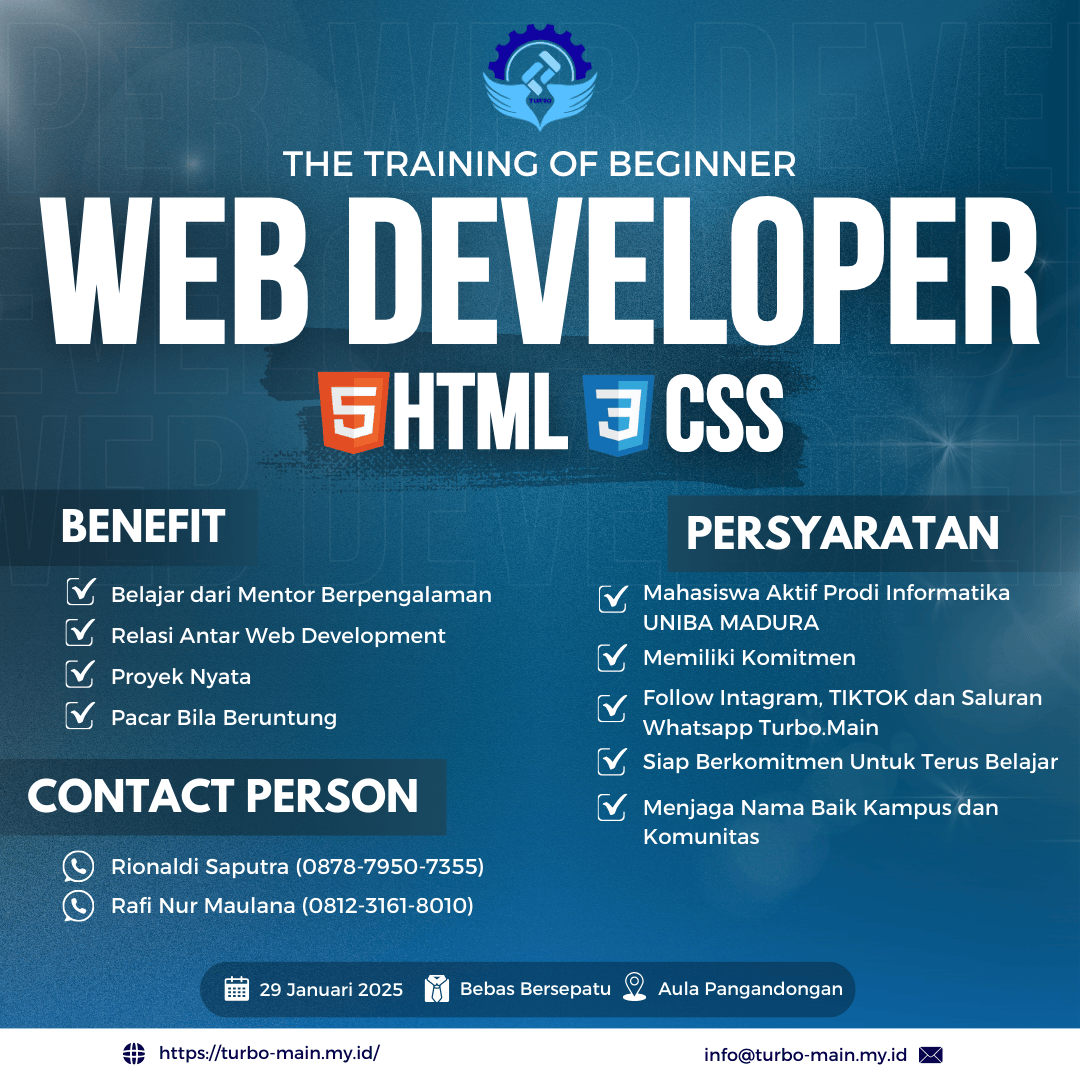 TURBO
THE TRAINING OF BEGINNER
WEB DEVELOPER
5 HTML 3 CSS
BENEFIT
Belajar dari Mentor Berpengalaman
Relasi Antar Web Development
Proyek Nyata
Pacar Bila Beruntung
PERSYARATAN
Mahasiswa Aktif Prodi Informatika
UNIBA MADURA
Memiliki Komitmen
Follow Intagram, TIKTOK dan Saluran
Whatsapp Turbo.Main
Siap Berkomitmen Untuk Terus Belajar
Menjaga Nama Baik Kampus dan
Komunitas
CONTACT PERSON
Rionaldi Saputra (0878-7950-7355)
Rafi Nur Maulana (0812-3161-8010)
29 Januari 2025 Bebas Bersepatu Aula Pangandongan
https://turbo-main.my.id/ info@turbo-main.my.id